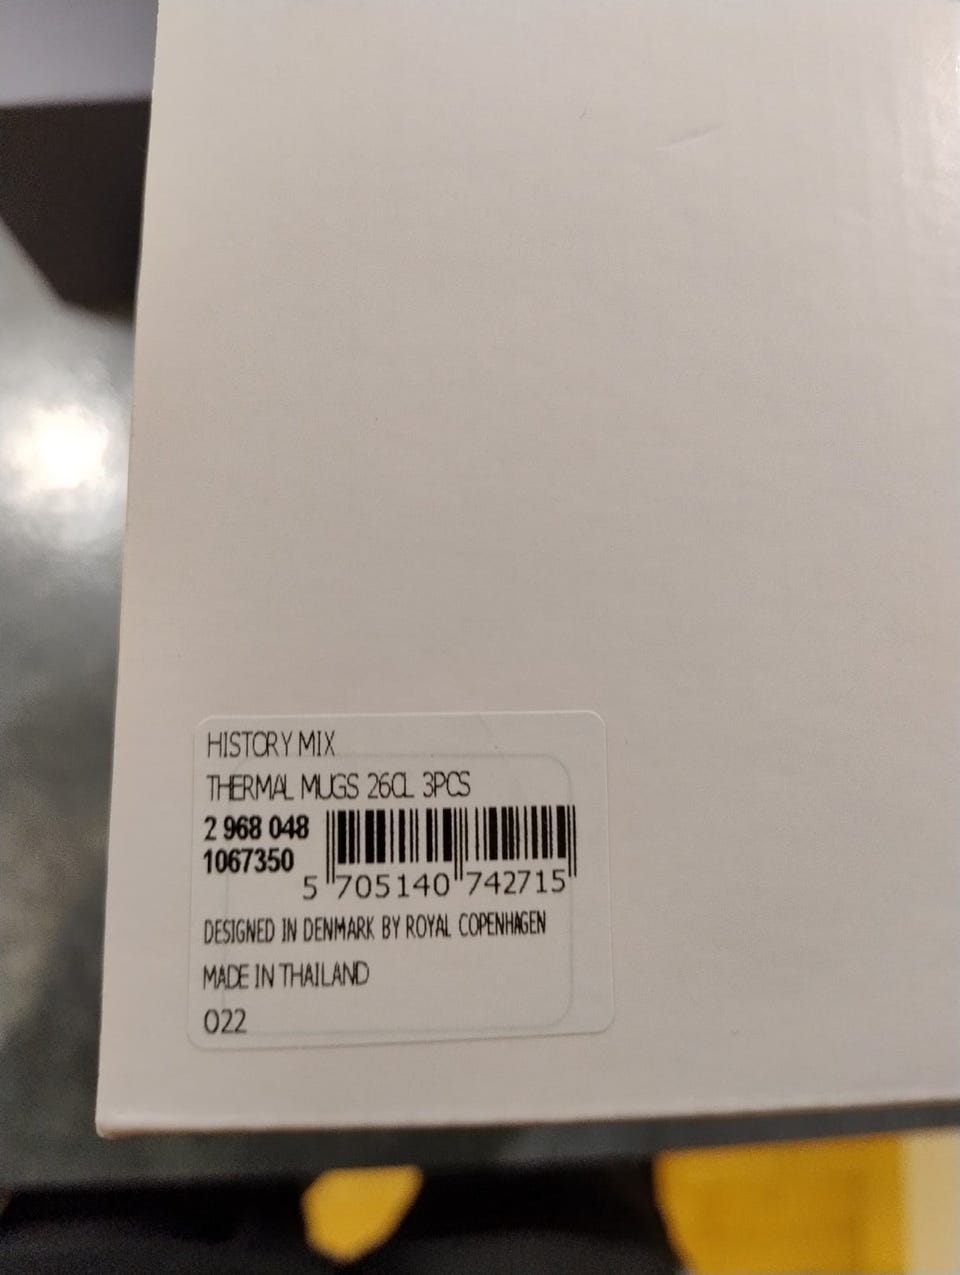 HISTORY MIX
THERMAL MUGS 26CL 3PCS
2 968 048
1067350
5 705140 742715
DESIGNED IN DENMARK BY ROYAL COPENHAGEN
MADE IN THAILAND
022